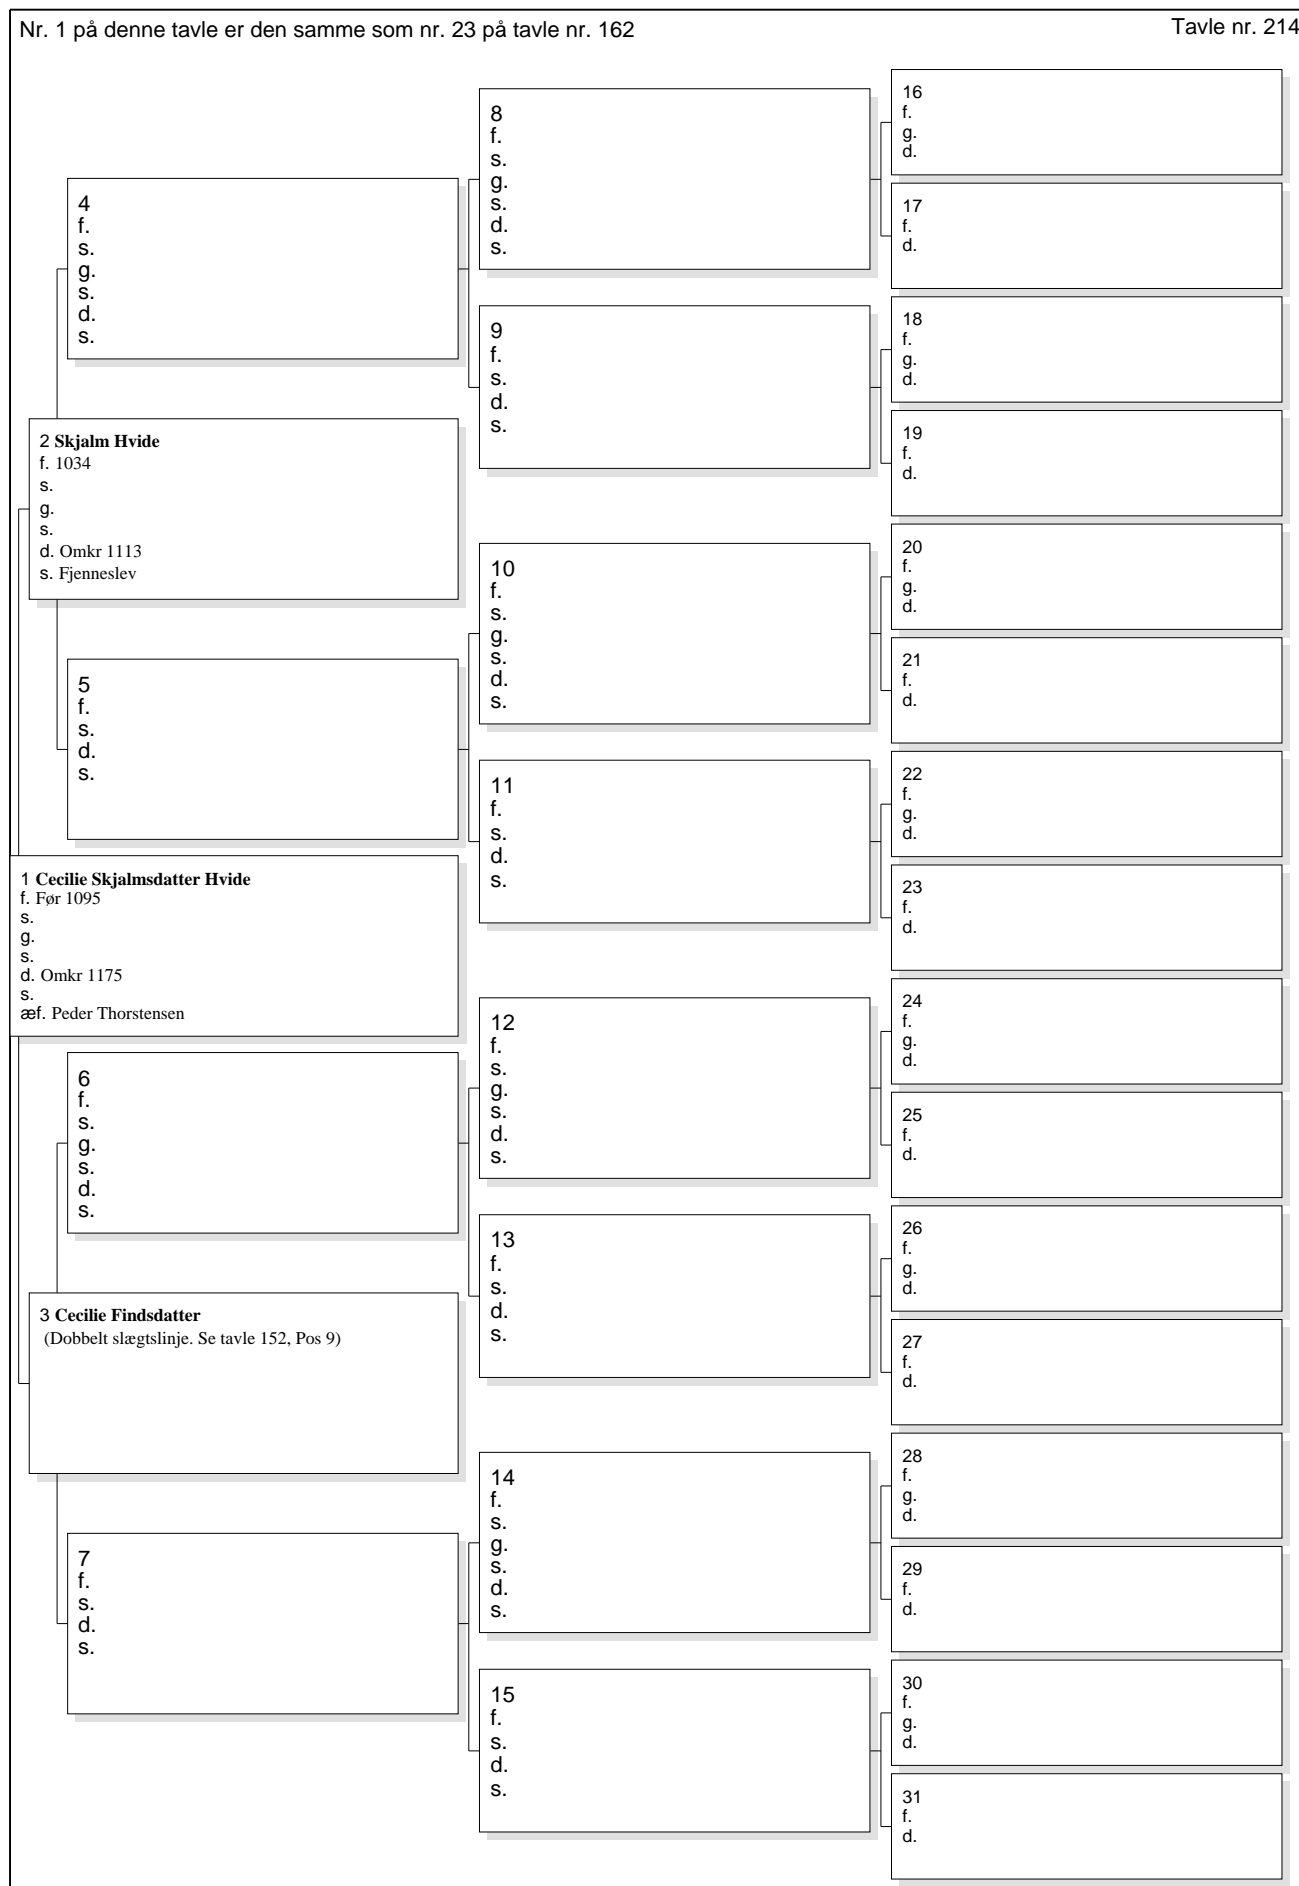 Nr. 1 på denne tavle er den samme som nr. 23 på tavle nr. 162
Tavle nr. 214
1 Cecilie Skjalmsdatter Hvide
f. Før 1095
s.
g.
s.
d. Omkr 1175
s.
æf. Peder Thorstensen
2 Skjalm Hvide
f. 1034
s.
g.
s.
d. Omkr 1113
s. Fjenneslev
3 Cecilie Findsdatter
(Dobbelt slægtslinje. Se tavle 152, Pos 9)
4
f.
s.
g.
s.
d.
s.
5
f.
s.
d.
s.
6
f.
s.
g.
s.
d.
s.
7
f.
s.
d.
s.
8
f.
s.
g.
s.
d.
s.
9
f.
s.
d.
s.
10
f.
s.
g.
s.
d.
s.
11
f.
s.
d.
s.
12
f.
s.
g.
s.
d.
s.
13
f.
s.
d.
s.
14
f.
s.
g.
s.
d.
s.
15
f.
s.
d.
s.
16
f.
g.
d.
17
f.
d.
18
f.
g.
d.
19
f.
d.
20
f.
g.
d.
21
f.
d.
22
f.
g.
d.
23
f.
d.
24
f.
g.
d.
25
f.
d.
26
f.
g.
d.
27
f.
d.
28
f.
g.
d.
29
f.
d.
30
f.
g.
d.
31
f.
d.